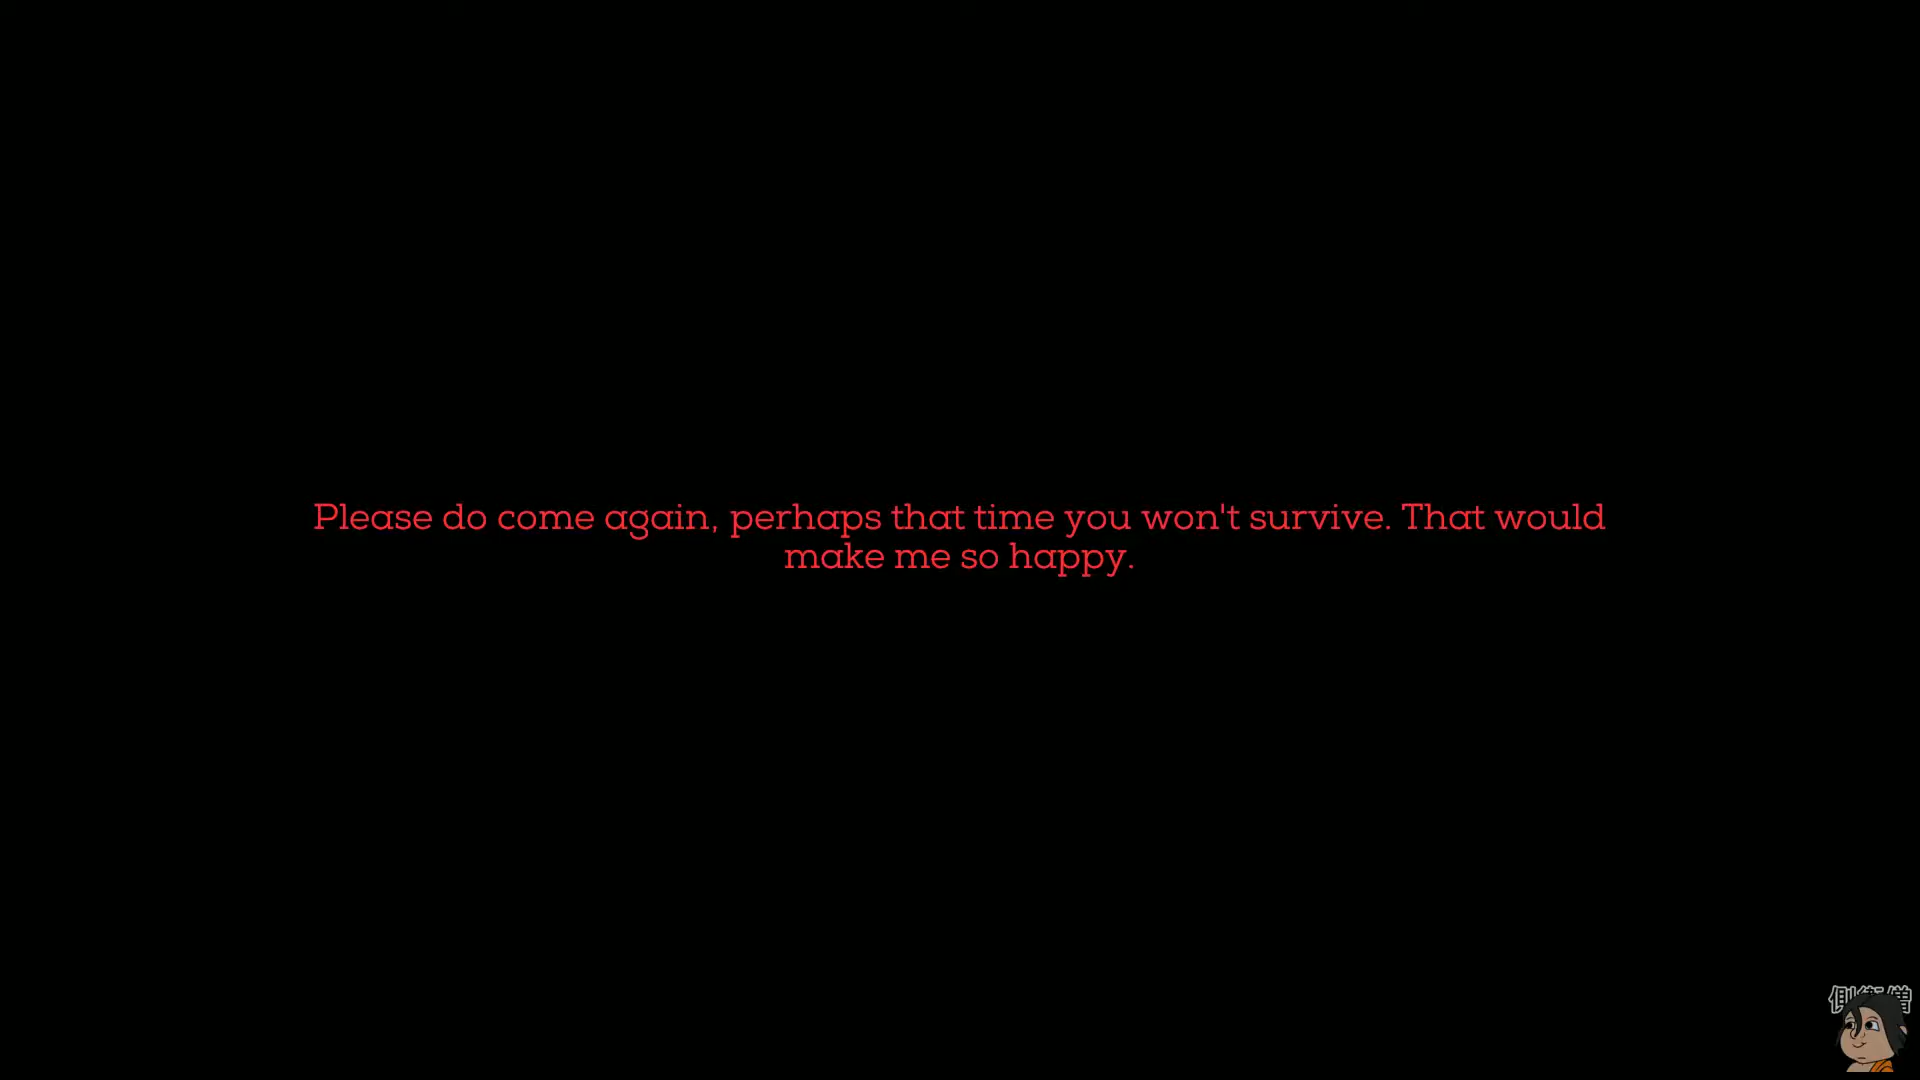 Please do come again, perhaps that time you won't survive. That would
make me so happy.